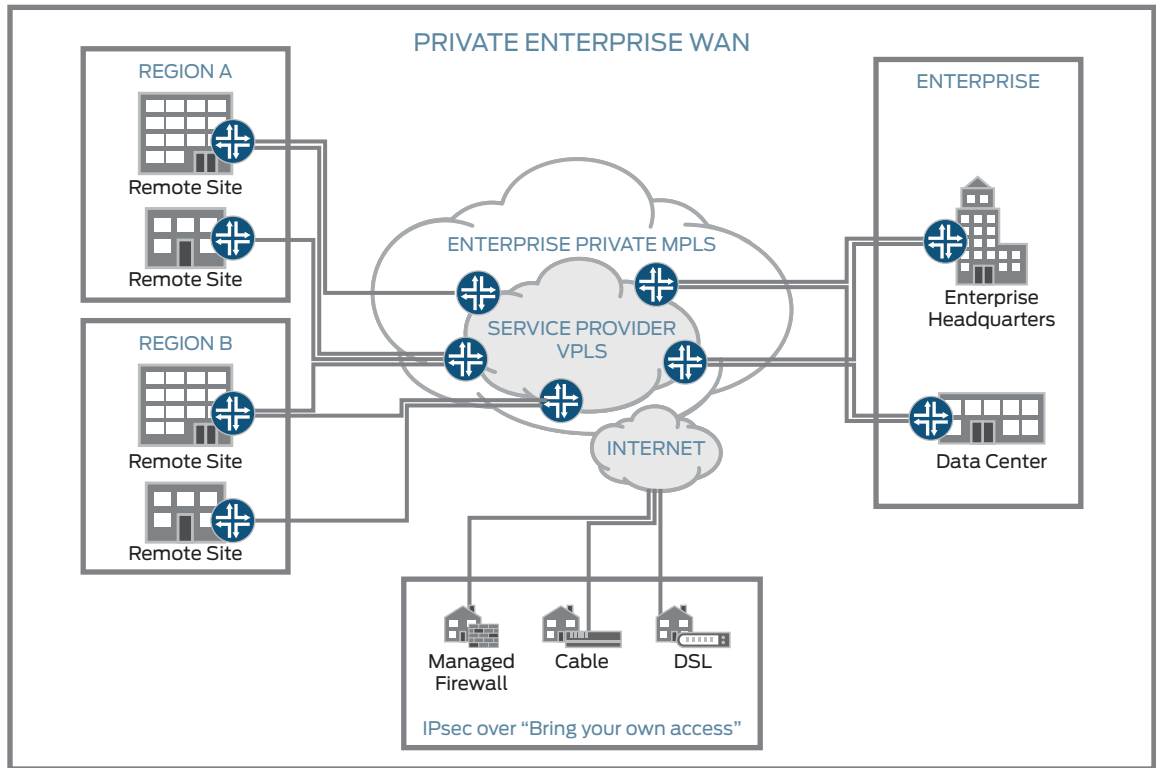 PRIVATE ENTERPRISE WAN
REGION A
Remote Site
Remote Site
REGION B
Remote Site
Remote Site
ENTERPRISE PRIVATE MPLS
SERVICE PROVIDER
VPLS
INTERNET
ENTERPRISE
Enterprise
Headquarters
Data Center
Managed
Firewall
Cable
DSL
IPsec over “Bring your own access”